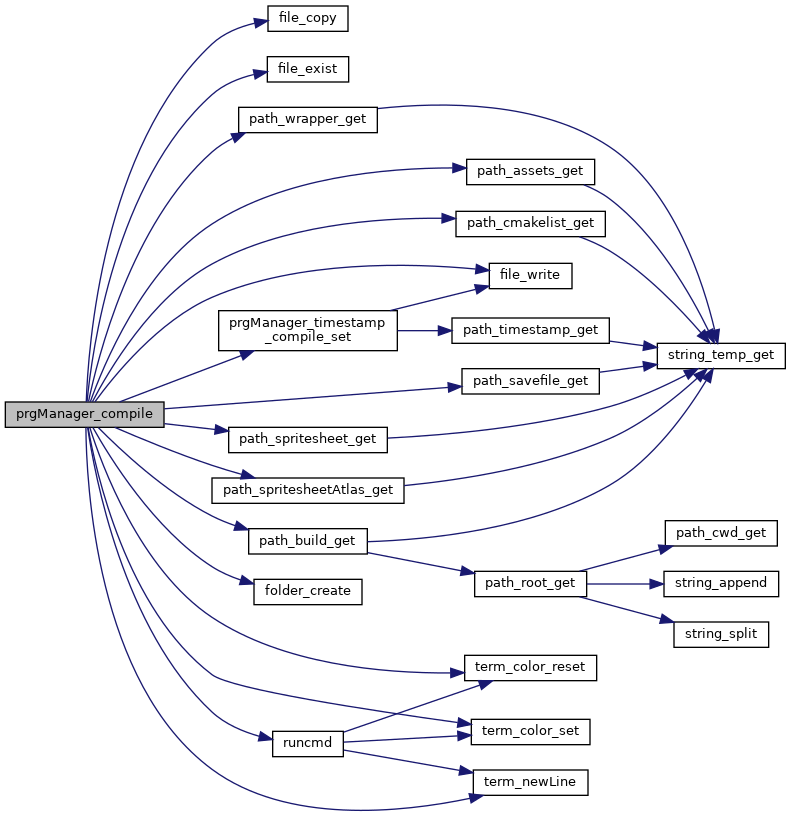 file_copy
file_exist
path_wrapper_get
path_assets_get
path_cmakelist_get
file_write
prgManager_timestamp
_compile_set
path_timestamp_get
string_temp_get
path_savefile_get
prgManager_compile
path_spritesheet_get
path_spritesheetAtlas_get
path_build_get
path_cwd_get
path_root_get
string_append
folder_create
string_split
term_color_reset
term_color_set
runcmd
term_newLine